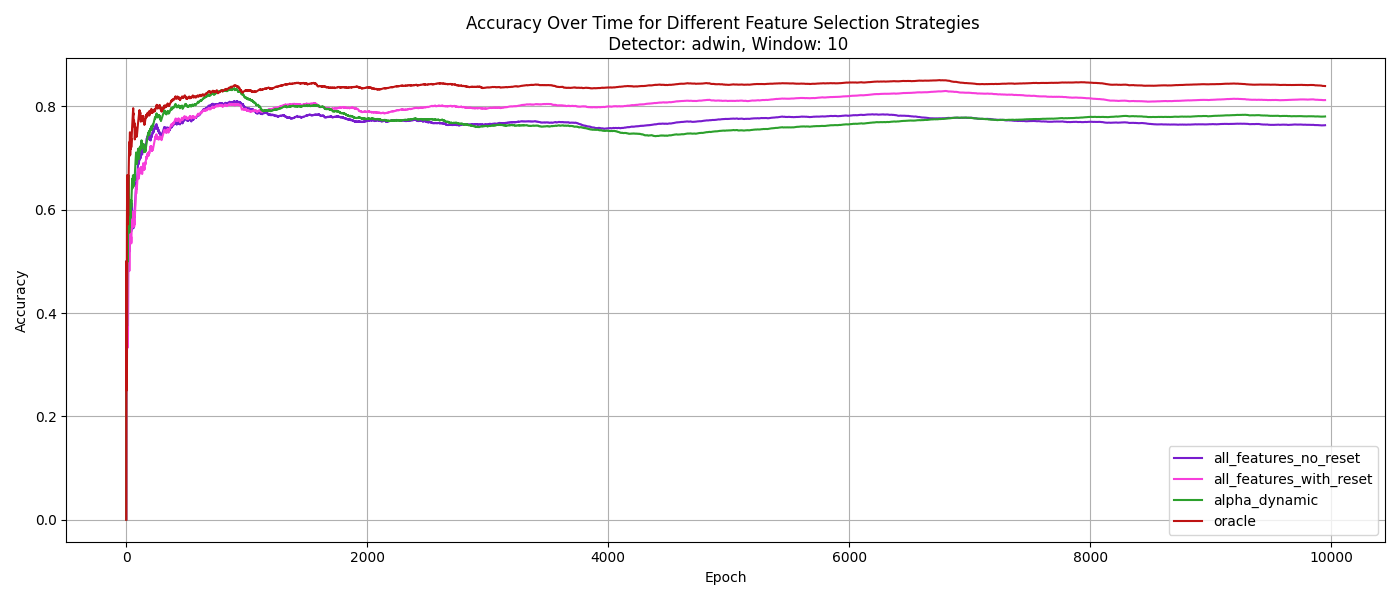 Accuracy Over Time for Different Feature Selection Strategies
Detector: adwin, Window: 10
Accuracy
0.8
0.6
0.4
0.2
0.0
0
2000
4000
6000
8000
10000
Epoch
all_features_no_reset
all_features_with_reset
alpha_dynamic
oracle